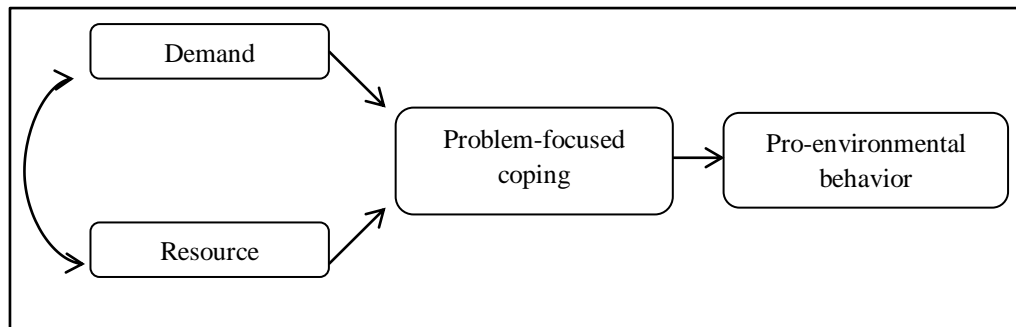 Demand
Problem-focused
coping
Pro-environmental
behavior
Resource